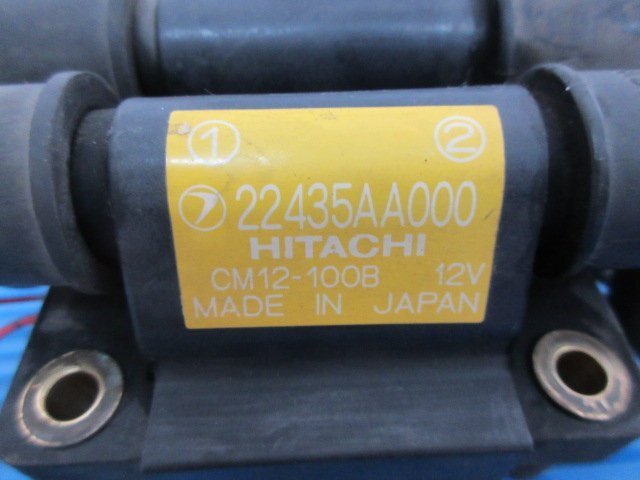 ① ②
22435AA000
HITACHI
CM12-100B 12V
MADE IN JAPAN